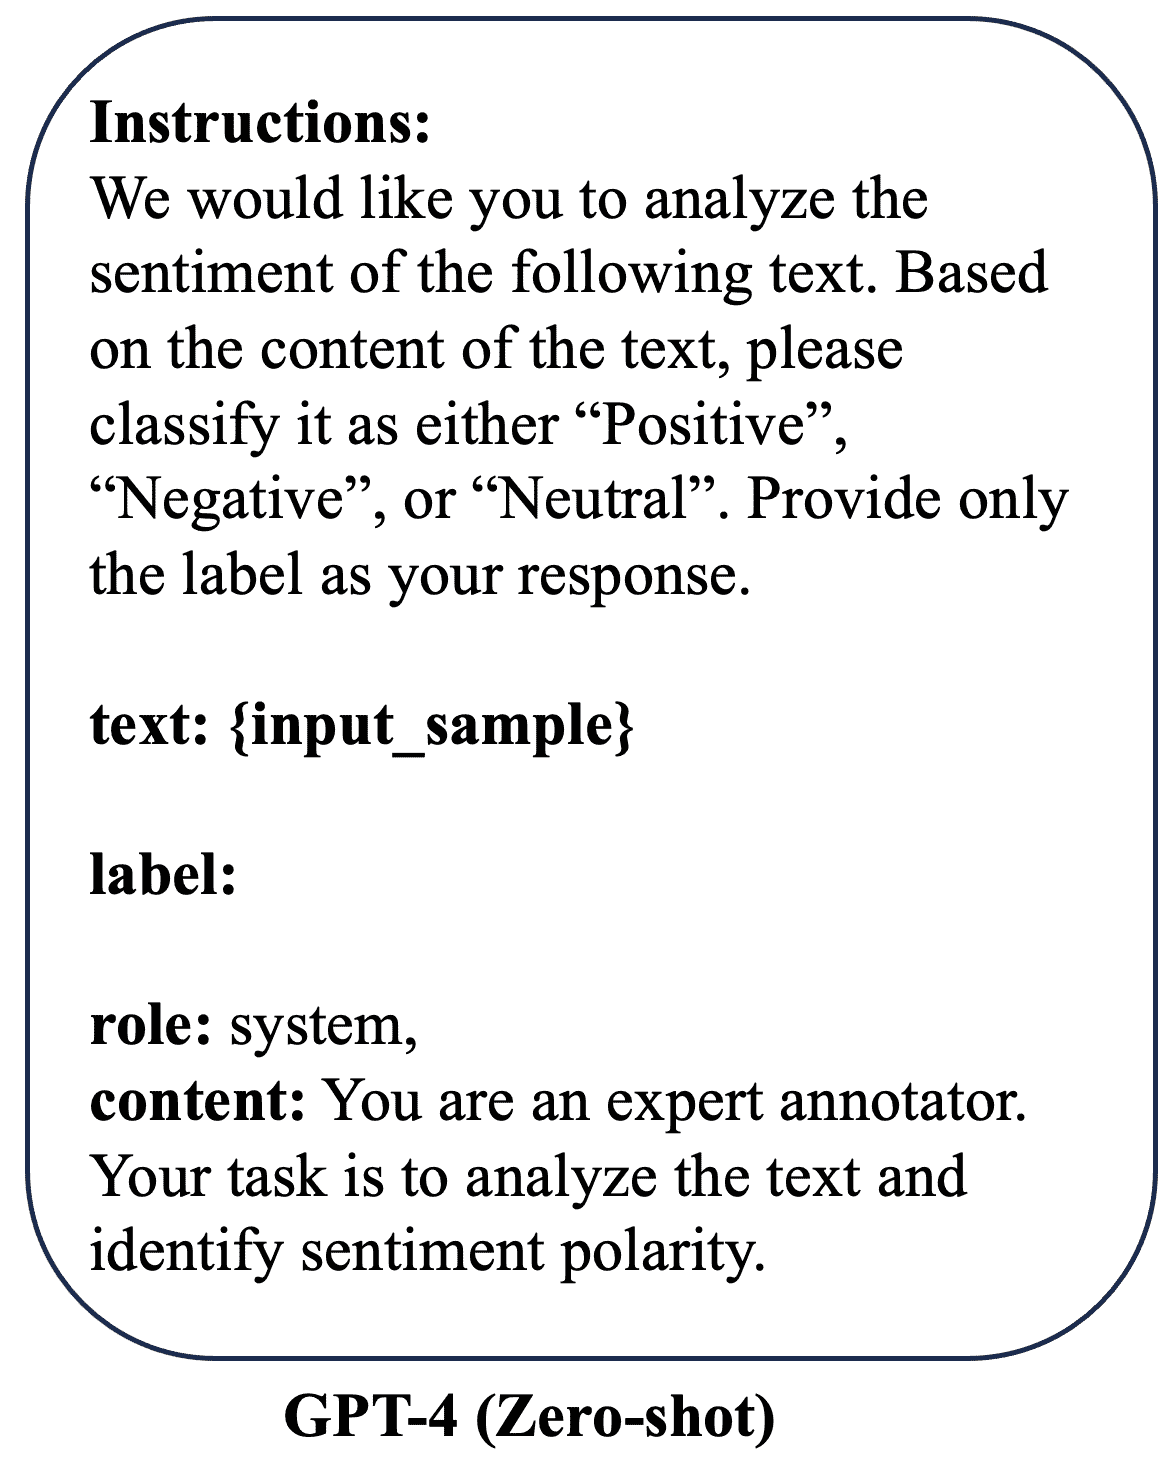 Instructions:
We would like you to analyze the
sentiment of the following text. Based
on the content of the text, please
classify it as either “Positive”,
“Negative”, or “Neutral”. Provide only
the label as your response.
text: {input_sample}
label:
role: system,
content: You are an expert annotator.
Your task is to analyze the text and
identify sentiment polarity.
GPT-4 (Zero-shot)